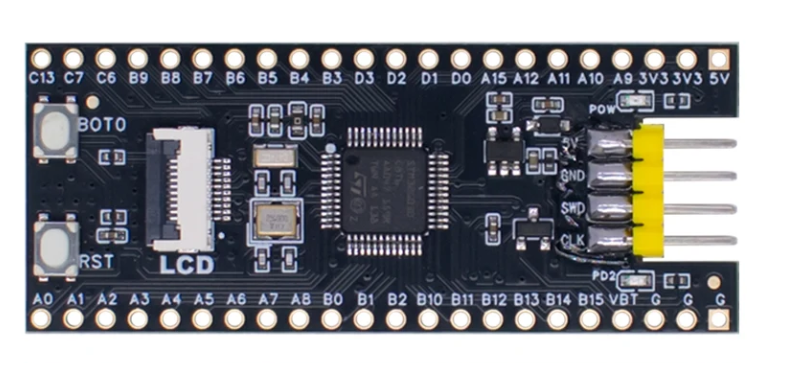 C13 C7 C6 B9 B8 B7 B6 B5 B4 B3 D3 D2 D1 D0 A15 A12 A11 A10 A9 3V3 3V3 5V
POW
BOT0
5V
GND
SWD
CLK
RST
LCD
PD2
A0 A1 A2 A3 A4 A5 A6 A7 A8 B0 B1 B2 B10 B11 B12 B13 B14 B15 VBT G G G